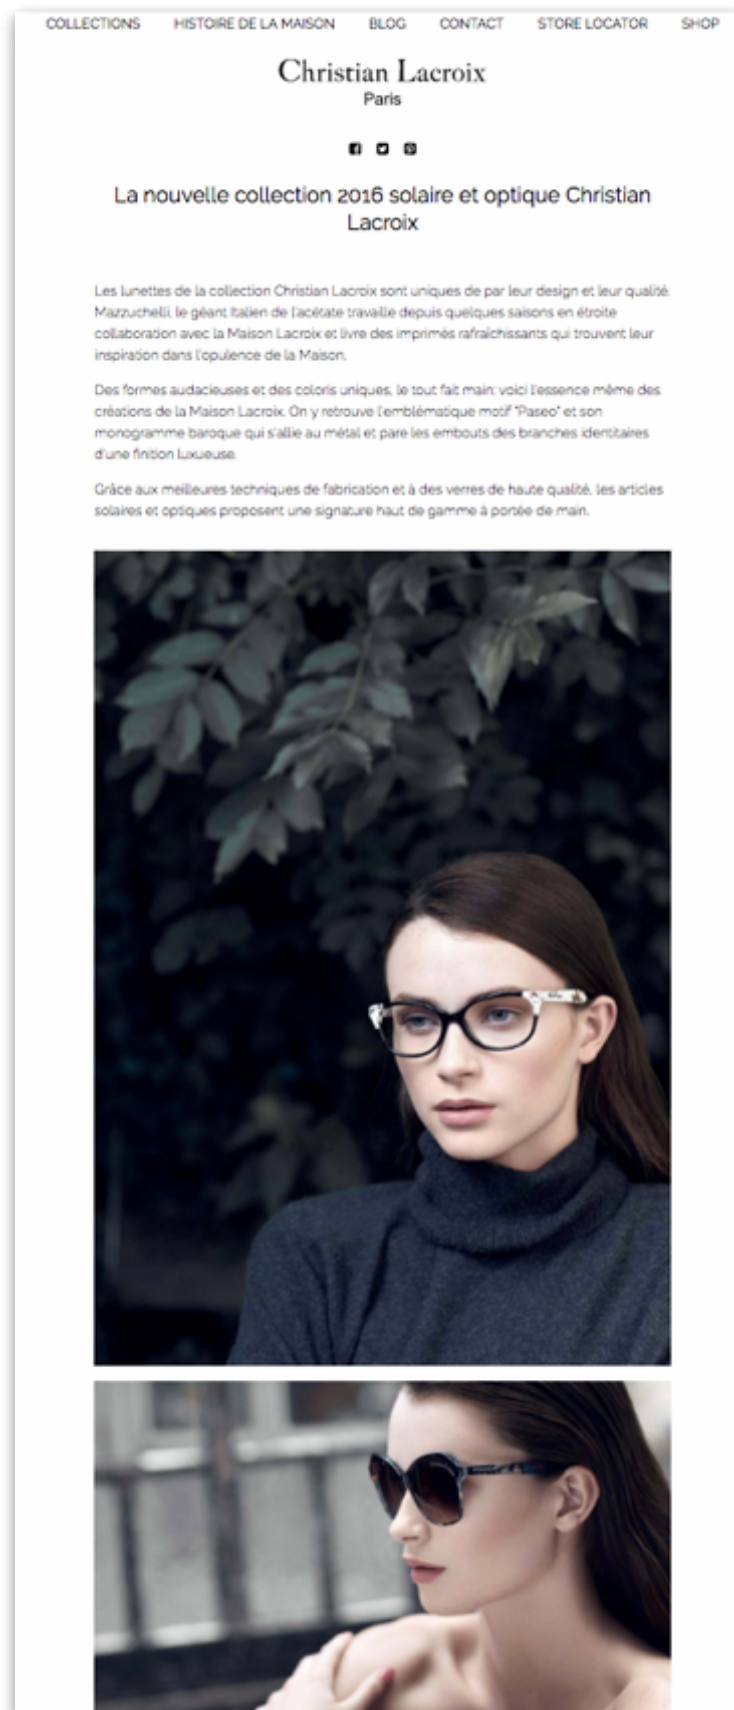 COLLECTIONS HISTOIRE DE LA MAISON BLOG CONTACT STORE LOCATOR SHOP
Christian Lacroix
Paris
La nouvelle collection 2016 solaire et optique Christian
Lacroix
Les lunettes de la collection Christian Lacroix sont uniques de par leur design et leur qualité.
Mazzuchelli, le géant Italien de l'acétate travaille depuis quelques saisons en étroite
collaboration avec la Maison Lacroix et livre des imprimés rafraîchissants qui trouvent leur
inspiration dans l'opulence de la Maison.
Des formes audacieuses et des coloris uniques, le tout fait main: voici l'essence même des
créations de la Maison Lacroix. On y retrouve l'emblématique motif "Paseo" et son
monogramme baroque qui s'allie au métal et pare les embouts des branches identitaires
d'une finition luxueuse.
Grâce aux meilleures techniques de fabrication et à des verres de haute qualité, les articles
solaires et optiques proposent une signature haut de gamme à portée de main.